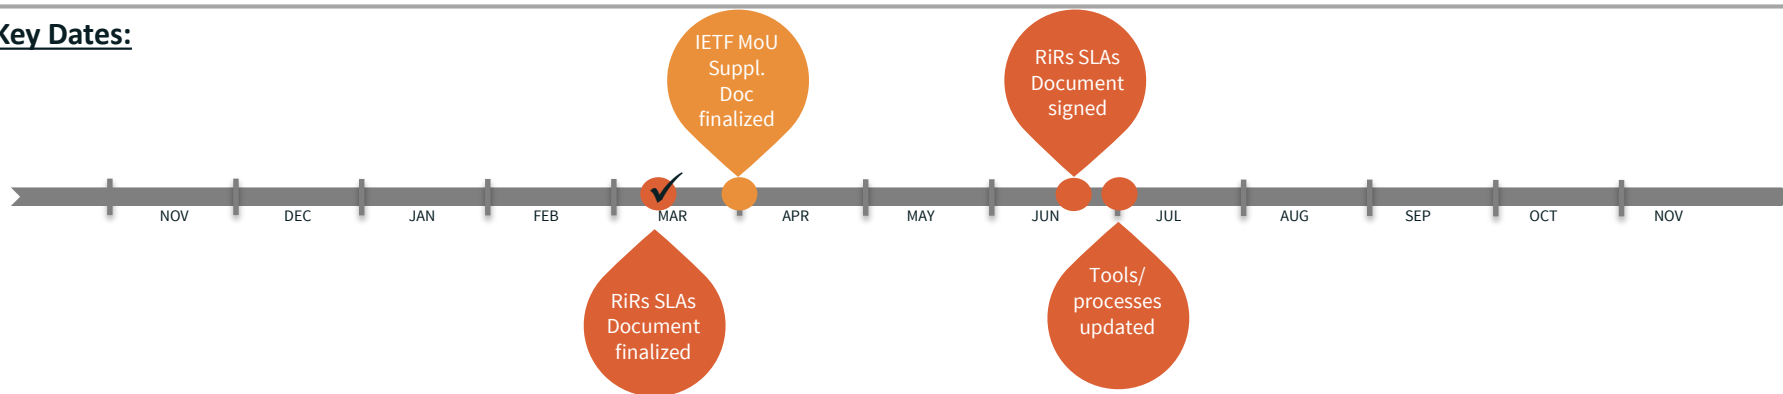 Key Dates:
IETF MoU
Suppl.
Doc
finalized
RiRs SLAs
Document
signed
NOV DEC JAN FEB MAR APR MAY JUN JUL AUG SEP OCT NOV
RiRs SLAs
Document
finalized
Tools/
processes
updated